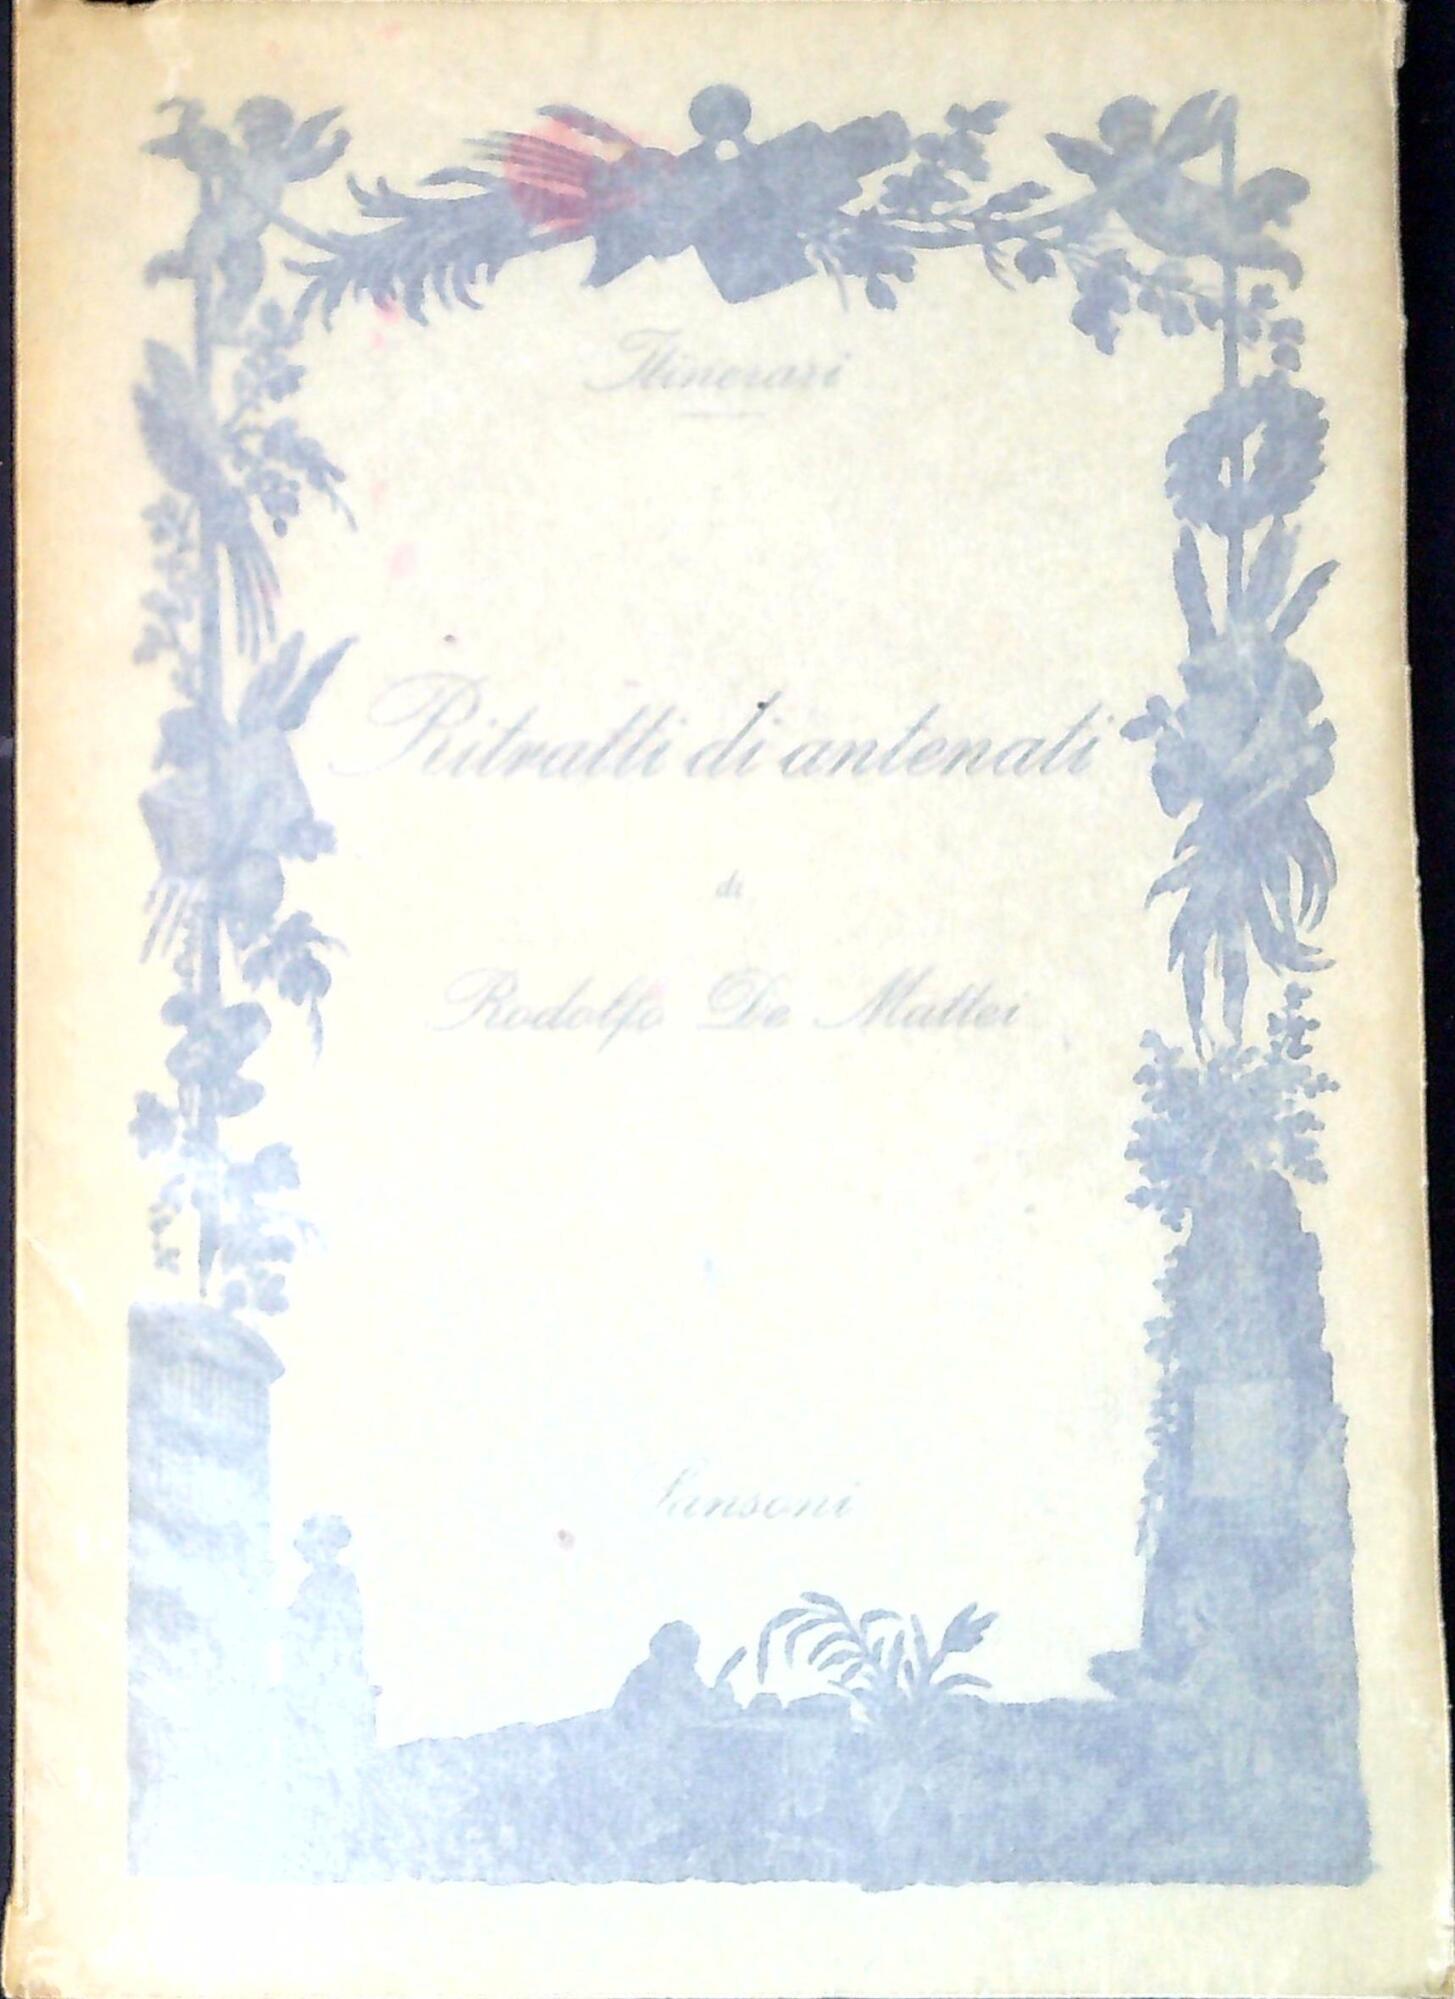 Itinerari
Ritratti di antenati
di
Rodolfo De Mattei
Sansoni